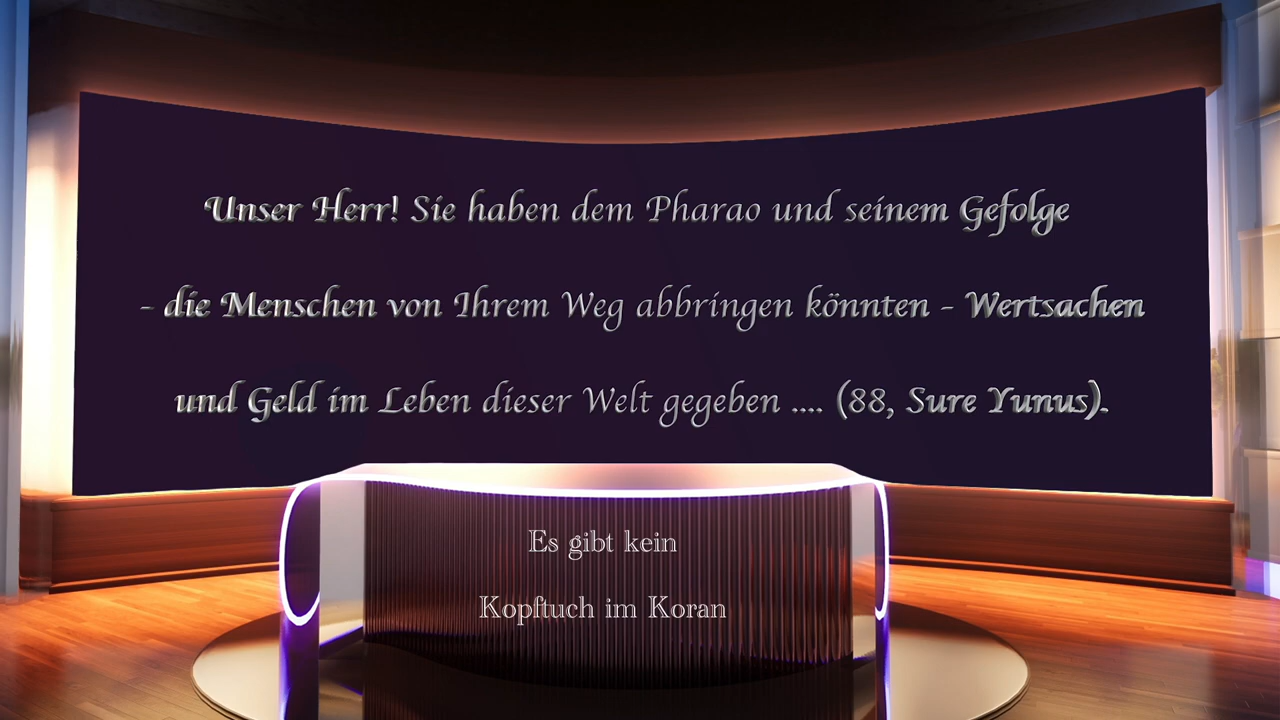 Unser Herr! Sie haben dem Pharao und seinem Gefolge
- die Menschen von Ihrem Weg abbringen könnten - Wertsachen
und Geld im Leben dieser Welt gegeben .... (88, Sure Yunus).
Es gibt kein
Kopftuch im Koran